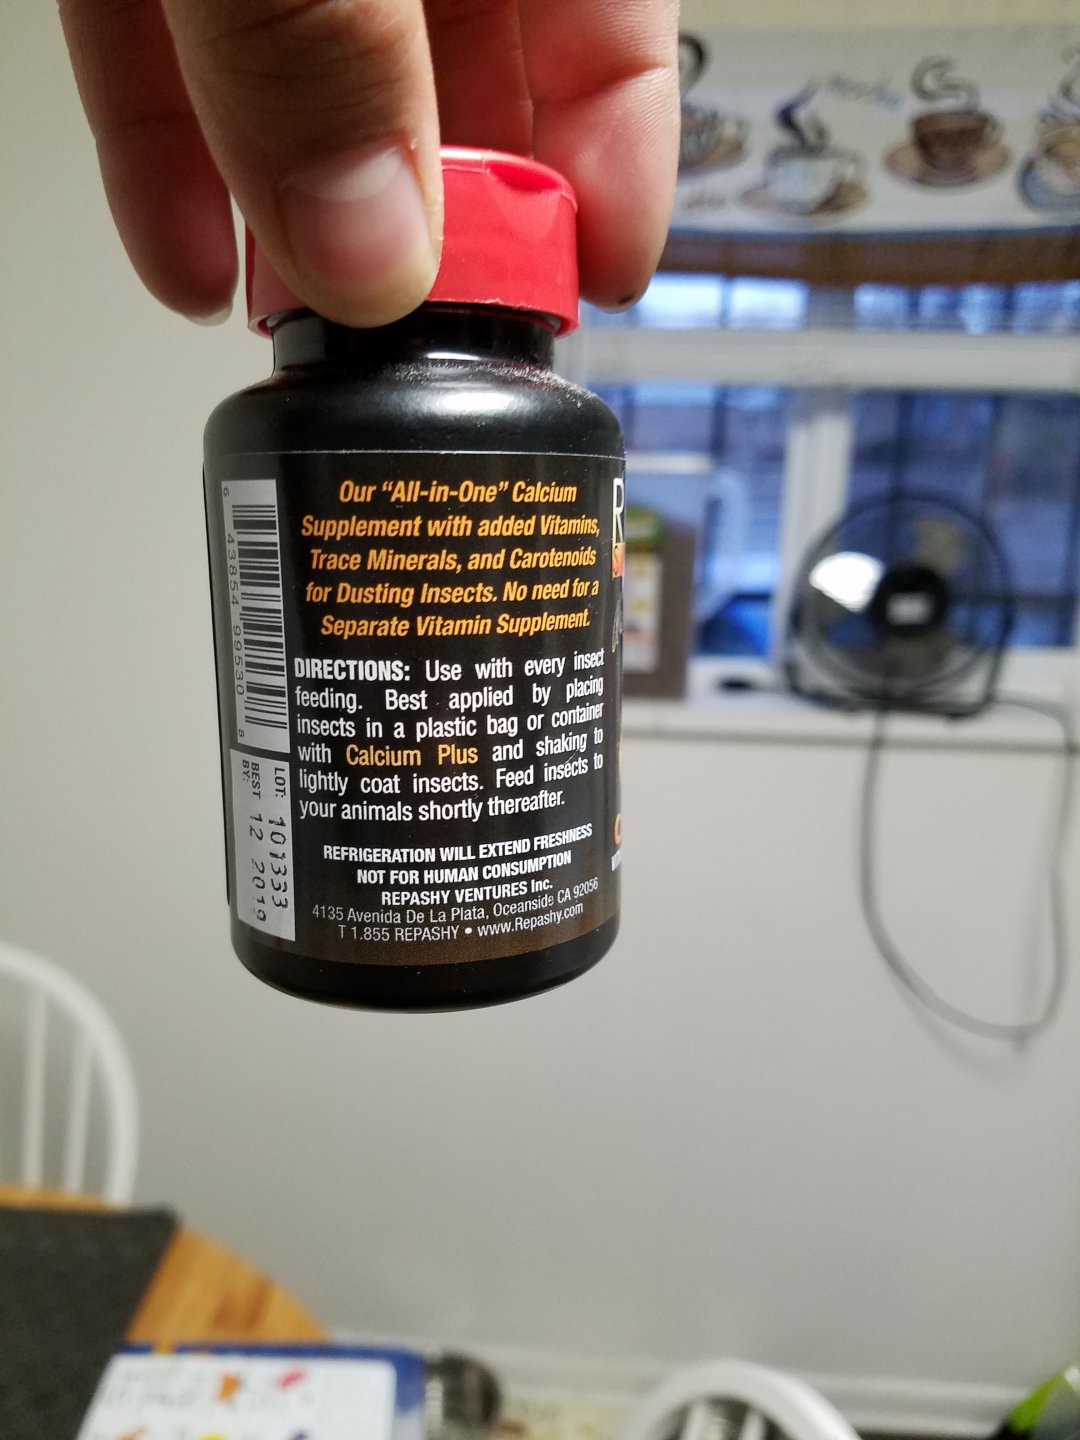 Our “All-in-One” Calcium
Supplement with added Vitamins,
Trace Minerals, and Carotenoids
for Dusting Insects. No need for a
Separate Vitamin Supplement.
DIRECTIONS: Use with every insect
feeding. Best applied by placing
insects in a plastic bag or container
with Calcium Plus and shaking to
lightly coat insects. Feed insects to
your animals shortly thereafter.
REFRIGERATION WILL EXTEND FRESHNESS
NOT FOR HUMAN CONSUMPTION
REPASHY VENTURES Inc.
4135 Avenida De La Plata, Oceanside CA 92056
T 1.855 REPASHY • www.Repashy.com
6 43854 99530 8
LOT: 101333
BEST BY: 12 2019